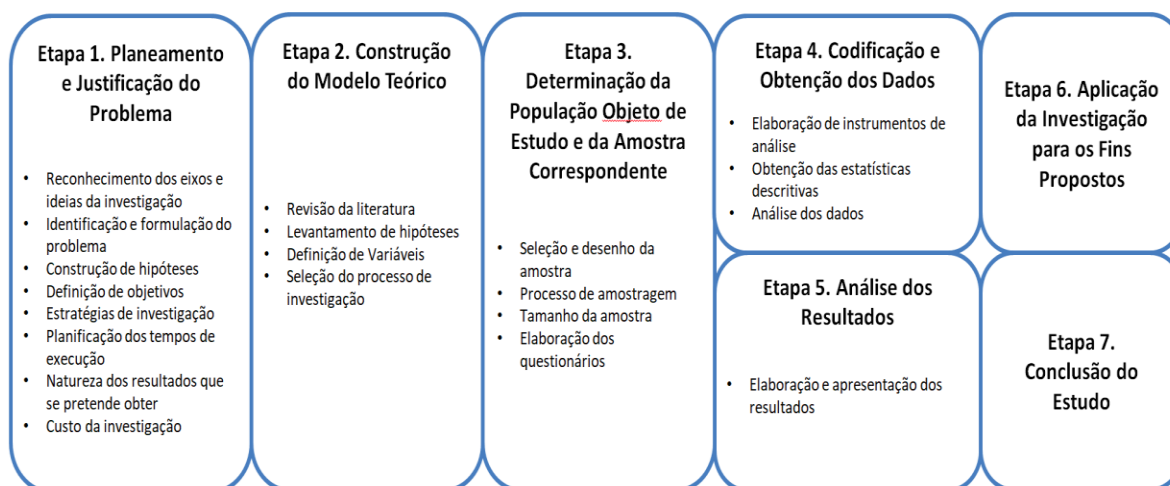 Etapa 1. Planeamento
e Justificação do
Problema
• Reconhecimento dos eixos e
ideias da investigação
• Identificação e formulação do
problema
• Construção de hipóteses
• Definição de objetivos
• Estratégias de investigação
• Planificação dos tempos de
execução
• Natureza dos resultados que
se pretende obter
• Custo da investigação
Etapa 2. Construção
do Modelo Teórico
• Revisão da literatura
• Levantamento de hipóteses
• Definição de Variáveis
• Seleção do processo de
investigação
Etapa 3.
Determinação da
População Objeto de
Estudo e da Amostra
Correspondente
• Seleção e desenho da
amostra
• Processo de amostragem
• Tamanho da amostra
• Elaboração dos
questionários
Etapa 4. Codificação e
Obtenção dos Dados
• Elaboração de instrumentos de
análise
• Obtenção das estatísticas
descritivas
• Análise dos dados
Etapa 5. Análise dos
Resultados
• Elaboração e apresentação dos
resultados
Etapa 6. Aplicação
da Investigação
para os Fins
Propostos
Etapa 7.
Conclusão do
Estudo